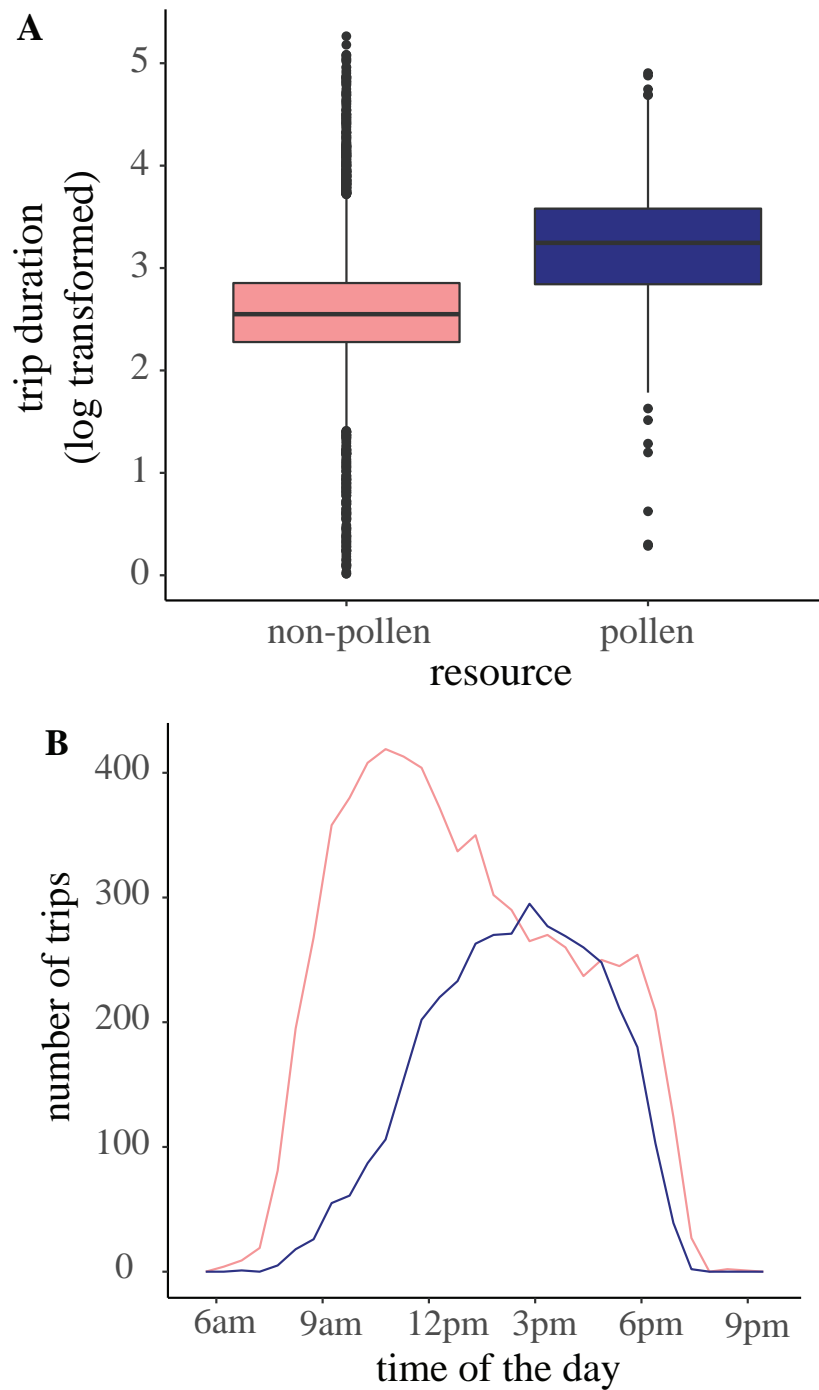 A
5
4
3
2
1
0
trip duration
(log transformed)
non-pollen pollen
resource
B
400
300
200
100
0
number of trips
6am 9am 12pm 3pm 6pm 9pm
time of the day